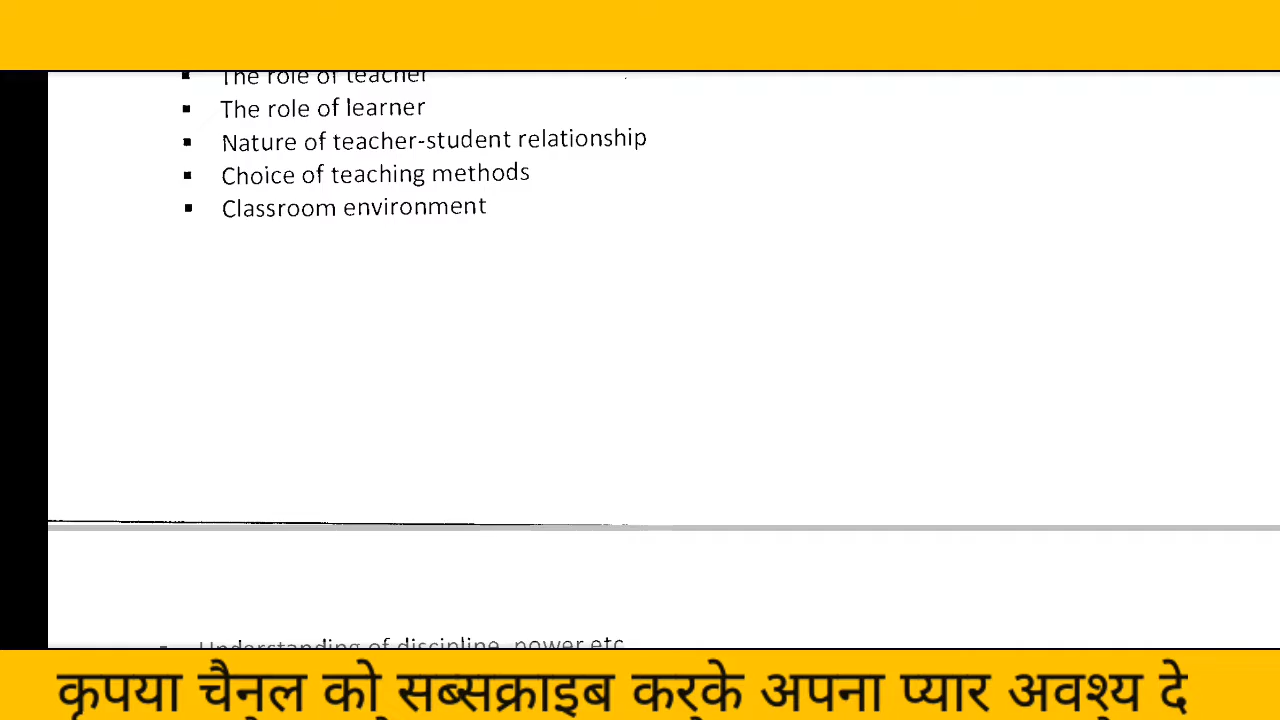 The role of teacher
▪ The role of learner
▪ Nature of teacher-student relationship
▪ Choice of teaching methods
▪ Classroom environment
Understanding of discipline, power etc
कृपया चैनल को सब्सक्राइब करके अपना प्यार अवश्य दे